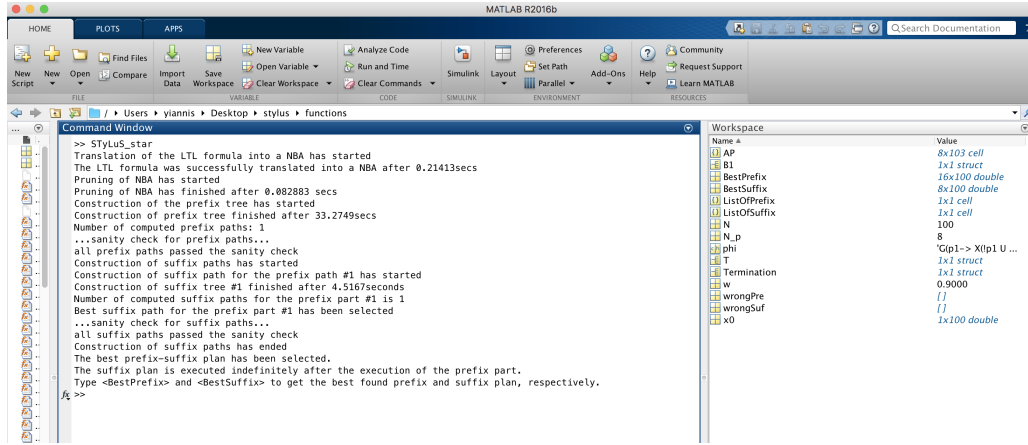 MATLAB R2016b
HOME PLOTS APPS
Search Documentation
New Script
New
Open
Find Files
Compare
Import Data
Save Workspace
New Variable
Open Variable
Clear Workspace
Analyze Code
Run and Time
Clear Commands
Simulink
Layout
Preferences
Set Path
Parallel
Add-Ons
Help
Community
Request Support
Learn MATLAB
FILE VARIABLE CODE SIMULINK ENVIRONMENT RESOURCES
/ Users yiannis Desktop stylus functions
... Command Window
>> STyLuS_star
Translation of the LTL formula into a NBA has started
The LTL formula was successfully translated into a NBA after 0.21413secs
Pruning of NBA has started
Pruning of NBA has finished after 0.082883 secs
Construction of the prefix tree has started
Construction of prefix tree finished after 33.2749secs
Number of computed prefix paths: 1
...sanity check for prefix paths...
all prefix paths passed the sanity check
Construction of suffix paths has started
Construction of suffix path for the prefix path #1 has started
Construction of suffix tree #1 finished after 4.5167seconds
Number of computed suffix paths for the prefix part #1 is 1
Best suffix path for the prefix part #1 has been selected
...sanity check for suffix paths...
all suffix paths passed the sanity check
Construction of suffix paths has ended
The best prefix-suffix plan has been selected.
The suffix plan is executed indefinitely after the execution of the prefix part.
Type <BestPrefix> and <BestSuffix> to get the best found prefix and suffix plan, respectively.
fx >>
Workspace
Name Value
AP 8x103 cell
B1 1x1 struct
BestPrefix 16x100 double
BestSuffix 8x100 double
ListOfPrefix 1x1 cell
ListOfSuffix 1x1 cell
N 100
N_p 8
phi 'G(p1-> X(!p1 U ...
T 1x1 struct
Termination 1x1 struct
w 0.9000
wrongPre []
wrongSuf []
x0 1x100 double